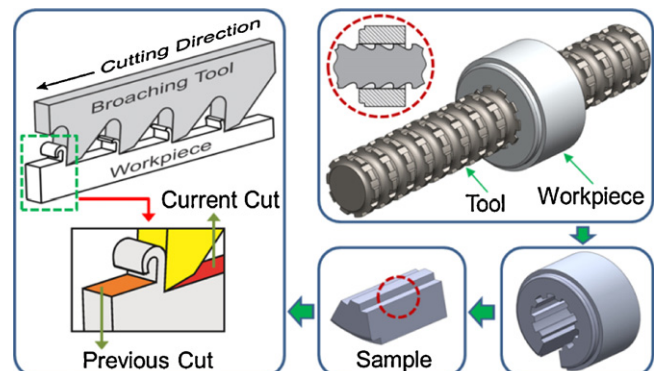 Cutting Direction
Broaching Tool
Workpiece
Current Cut
Previous Cut
Tool
Workpiece
Sample